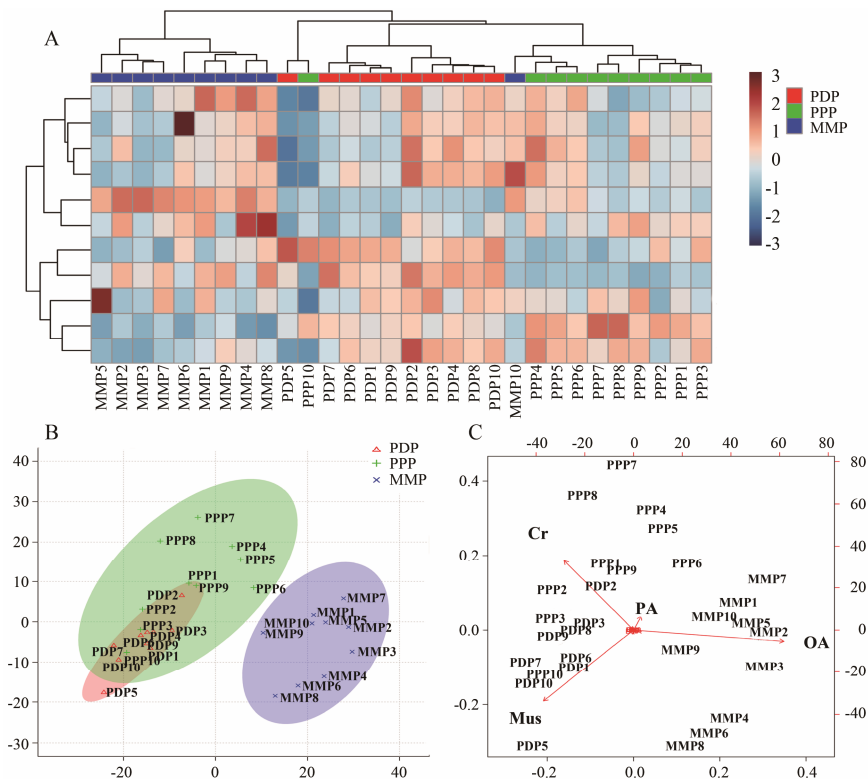 A
3
2
1
0
-1
-2
-3
PDP
PPP
MMP
MMP5 MMP2 MMP3 MMP7 MMP6 MMP1 MMP9 MMP4 MMP8 PDP5 PPP10 PDP7 PDP6 PDP1 PDP9 PDP2 PDP3 PDP4 PDP8 PDP10 MMP10 PPP4 PPP5 PPP6 PPP7 PPP8 PPP9 PPP2 PPP1 PPP3
B
PDP
PPP
MMP
40
30
20
10
0
-10
-20
-30
PPP7
PPP8
PPP4
PPP5
PPP1
PPP9
PPP6
PDP2
PPP2
PPP3
PDP3
PDP4
PDP9
PDP7
PPP10
PDP1
PDP10
PDP5
MMP7
MMP1
MMP10
MMP5
MMP2
MMP9
MMP3
MMP4
MMP6
MMP8
-20 0 20 40
C
-40 -20 0 20 40 60 80
0.4
0.2
0.0
-0.2
80
60
40
20
0
-20
-40
PPP7
PPP8
PPP4
PPP5
Cr
PPP1
PPP9
PPP6
PPP2
PDP2
MMP7
PA
MMP1
MMP10
PPP3
PDP3
MMP5
PDP8
MMP2
PDP9
OA
MMP9
PDP7
PDP6
MMP3
PDP1
PPP10
PDP10
Mus
MMP4
MMP6
PDP5
MMP8
-0.2 0.0 0.2 0.4